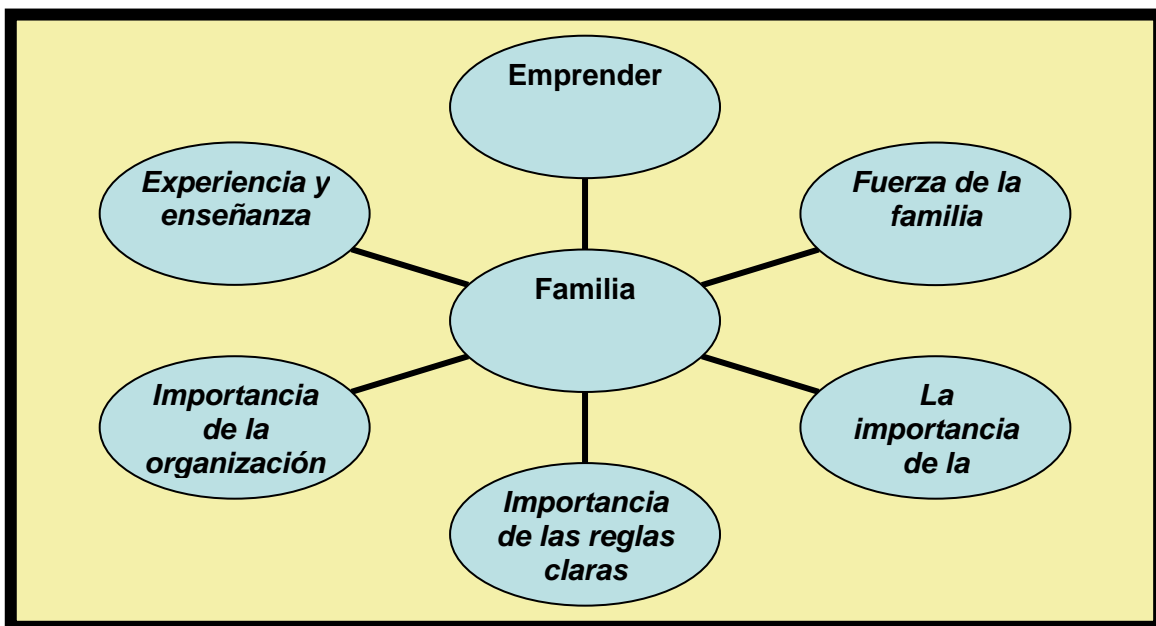 Emprender
Experiencia y
enseñanza
Fuerza de la
familia
Familia
Importancia
de la
organización
La
importancia
de la
Importancia
de las reglas
claras